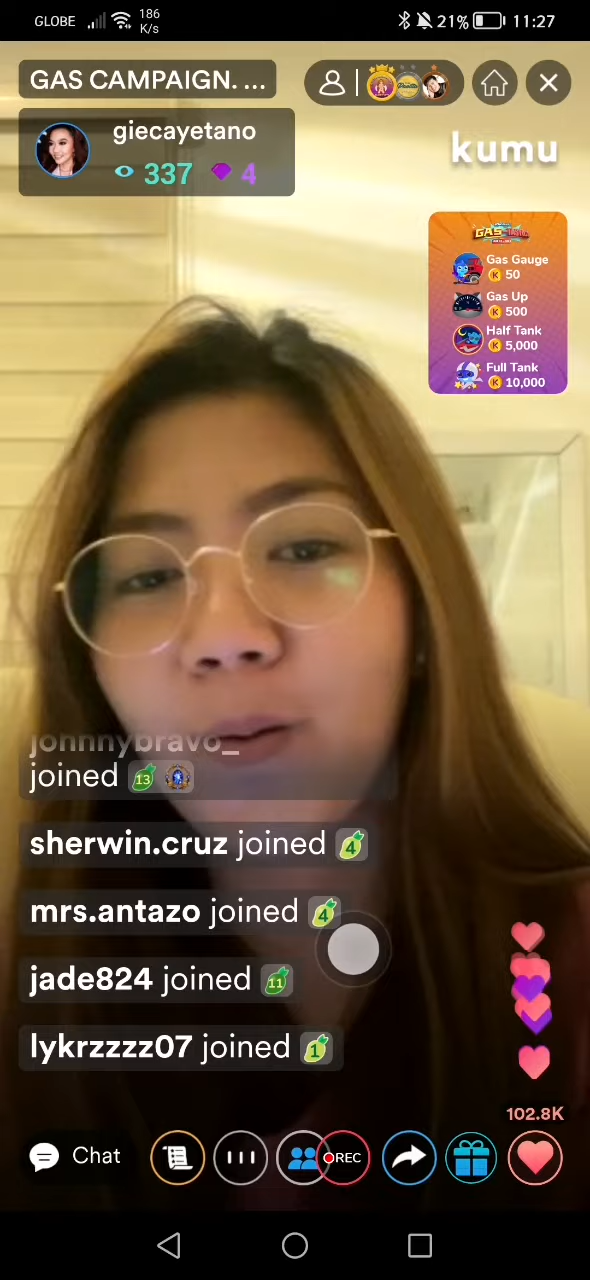 GLOBE 186 K/s 21% 11:27
GAS CAMPAIGN. ...
giecayetano
337 4
kumu
GAS
Gas Gauge
K 50
Gas Up
K 500
Half Tank
K 5,000
Full Tank
K 10,000
johnnybravo_
joined 13
sherwin.cruz joined 4
mrs.antazo joined 4
jade824 joined 11
lykrzzzz07 joined 1
102.8K
Chat
REC